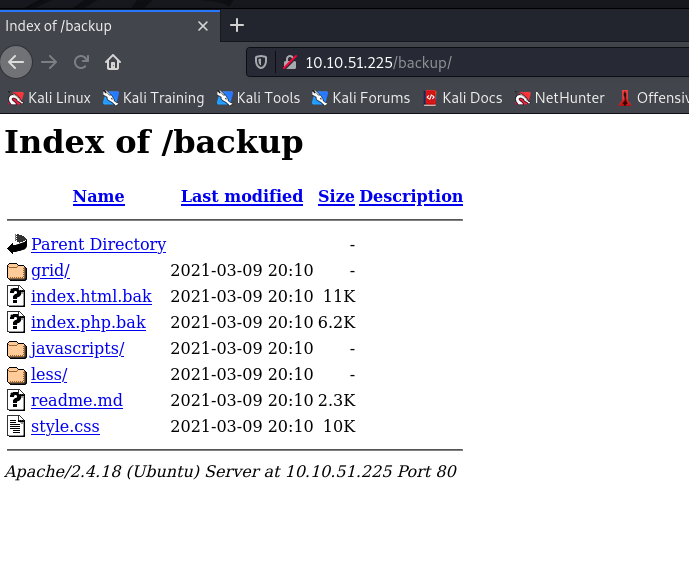 Index of /backup
10.10.51.225/backup/
Kali Linux Kali Training Kali Tools Kali Forums Kali Docs NetHunter Offensiv
Index of /backup
Name Last modified Size Description
Parent Directory -
grid/ 2021-03-09 20:10 -
index.html.bak 2021-03-09 20:10 11K
index.php.bak 2021-03-09 20:10 6.2K
javascripts/ 2021-03-09 20:10 -
less/ 2021-03-09 20:10 -
readme.md 2021-03-09 20:10 2.3K
style.css 2021-03-09 20:10 10K
Apache/2.4.18 (Ubuntu) Server at 10.10.51.225 Port 80